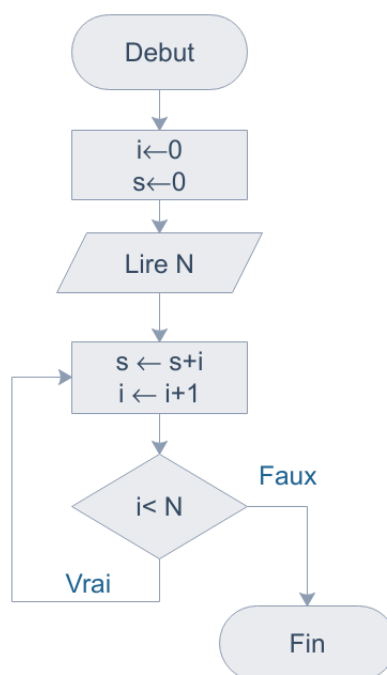 Debut
i←0
s←0
Lire N
s ← s+i
i ← i+1
i< N
Faux
Vrai
Fin